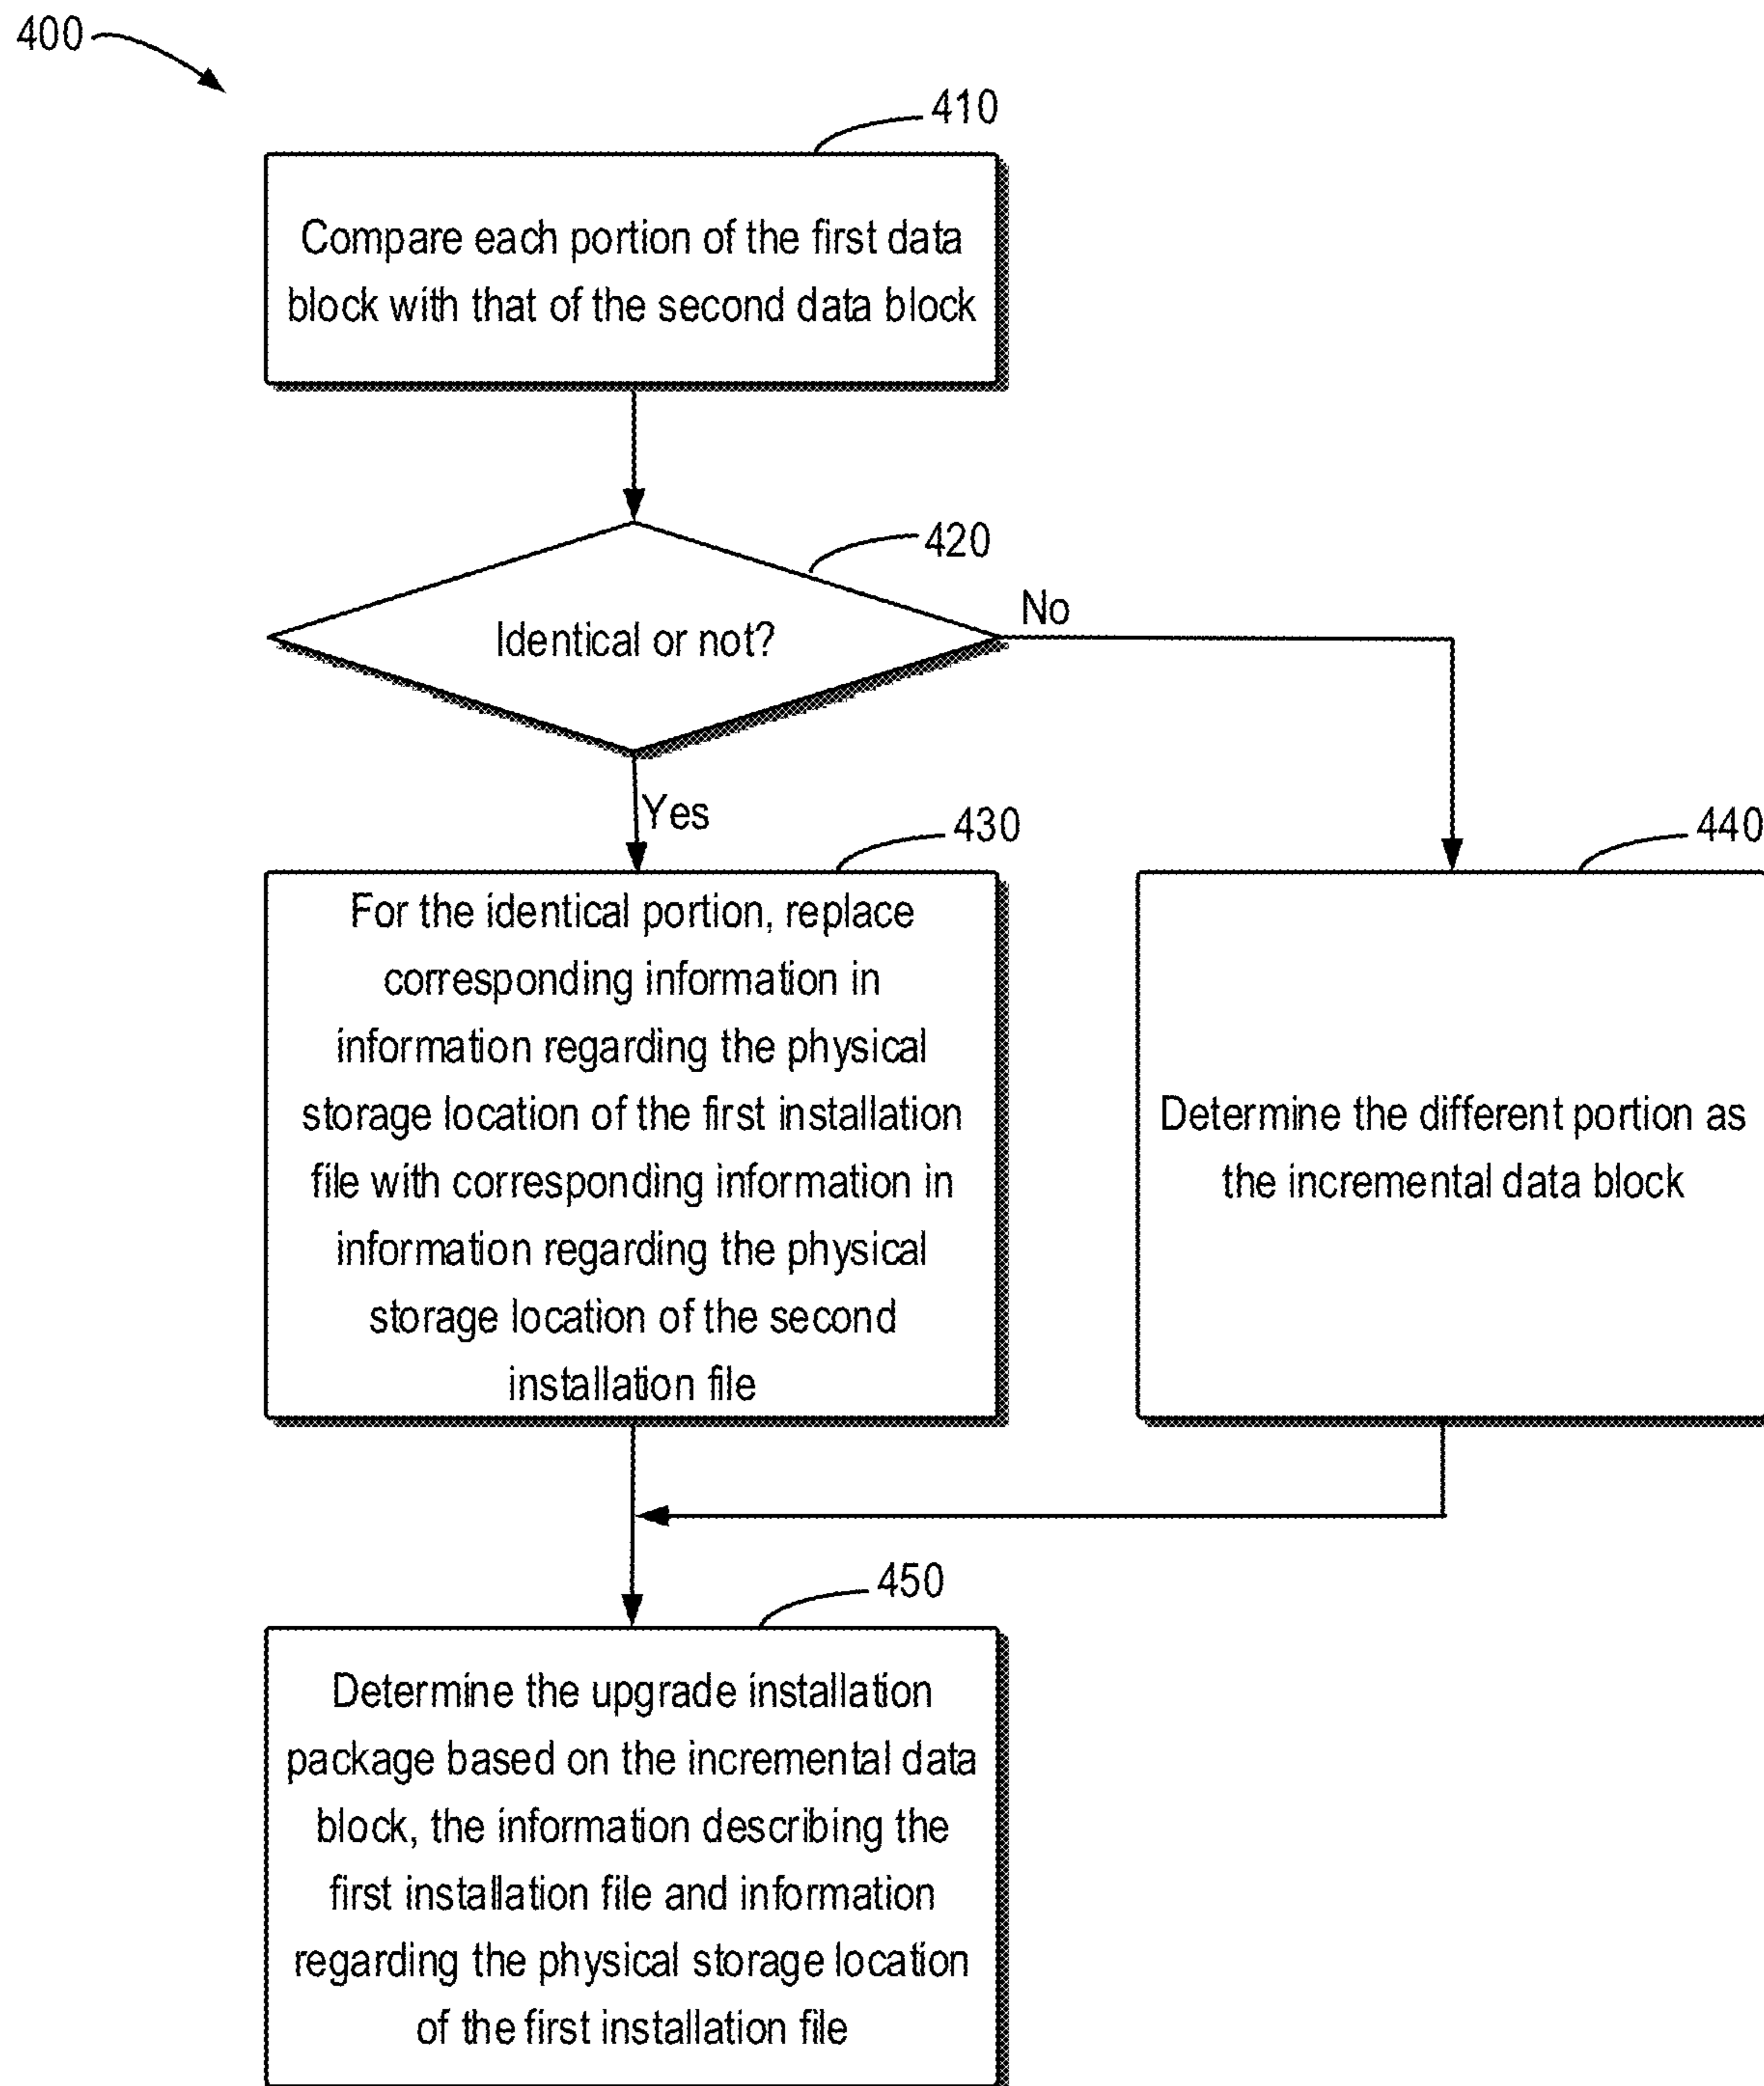 400
410
Compare each portion of the first data
block with that of the second data block
420
Identical or not?
No
Yes
430
For the identical portion, replace
corresponding information in
information regarding the physical
storage location of the first installation
file with corresponding information in
information regarding the physical
storage location of the second
installation file
440
Determine the different portion as
the incremental data block
450
Determine the upgrade installation
package based on the incremental data
block, the information describing the
first installation file and information
regarding the physical storage location
of the first installation file